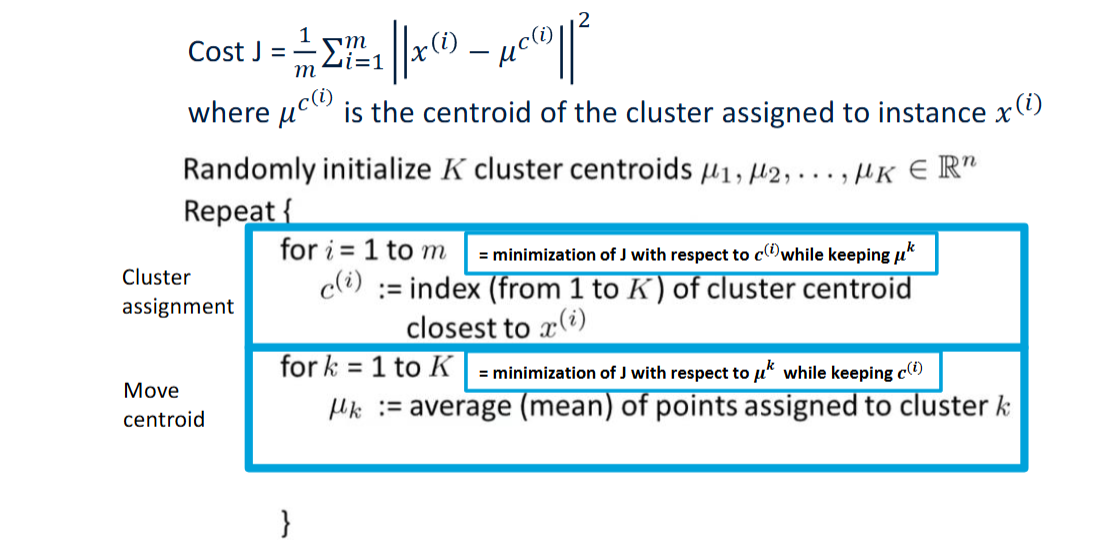 Cost J = \frac{1}{m} \sum_{i=1}^{m} \left|\left| x^{(i)} - \mu^{c^{(i)}} \right|\right|^2
where \mu^{c^{(i)}} is the centroid of the cluster assigned to instance x^{(i)}
Randomly initialize K cluster centroids \mu_1, \mu_2, \ldots, \mu_K \in \mathbb{R}^n
Repeat {
Cluster assignment
for i = 1 to m
= minimization of J with respect to c^{(i)} while keeping \mu^k
c^{(i)} := index (from 1 to K) of cluster centroid
closest to x^{(i)}
Move centroid
for k = 1 to K
= minimization of J with respect to \mu^k while keeping c^{(i)}
\mu_k := average (mean) of points assigned to cluster k
}